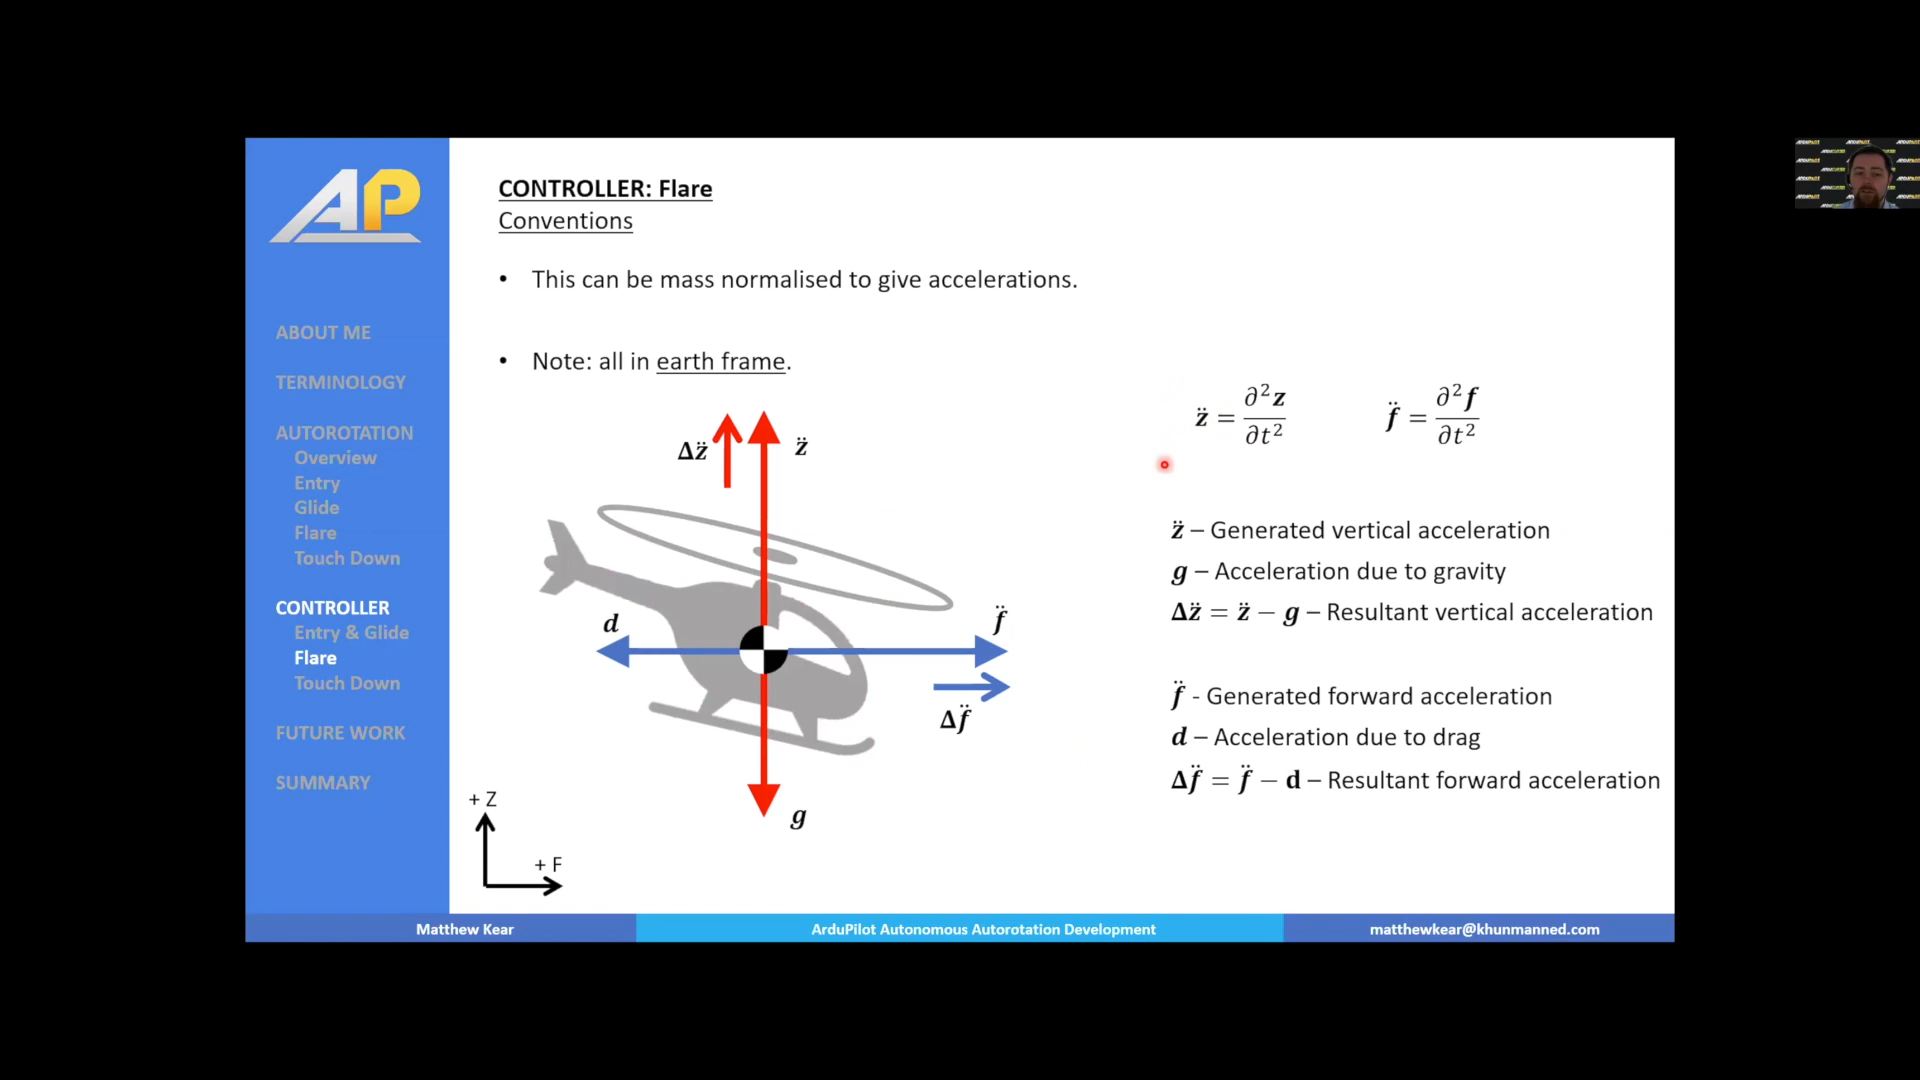 AP
ABOUT ME
TERMINOLOGY
AUTOROTATION
Overview
Entry
Glide
Flare
Touch Down
CONTROLLER
Entry & Glide
Flare
Touch Down
FUTURE WORK
SUMMARY
CONTROLLER: Flare
Conventions
• This can be mass normalised to give accelerations.
• Note: all in earth frame.
Δz̈
z̈
d
f̈
Δf̈
g
+ Z
+ F
z̈ = ∂²z/∂t²
f̈ = ∂²f/∂t²
z̈ – Generated vertical acceleration
g – Acceleration due to gravity
Δz̈ = z̈ − g – Resultant vertical acceleration
f̈ - Generated forward acceleration
d – Acceleration due to drag
Δf̈ = f̈ − d – Resultant forward acceleration
Matthew Kear
ArduPilot Autonomous Autorotation Development
matthewkear@khunmanned.com